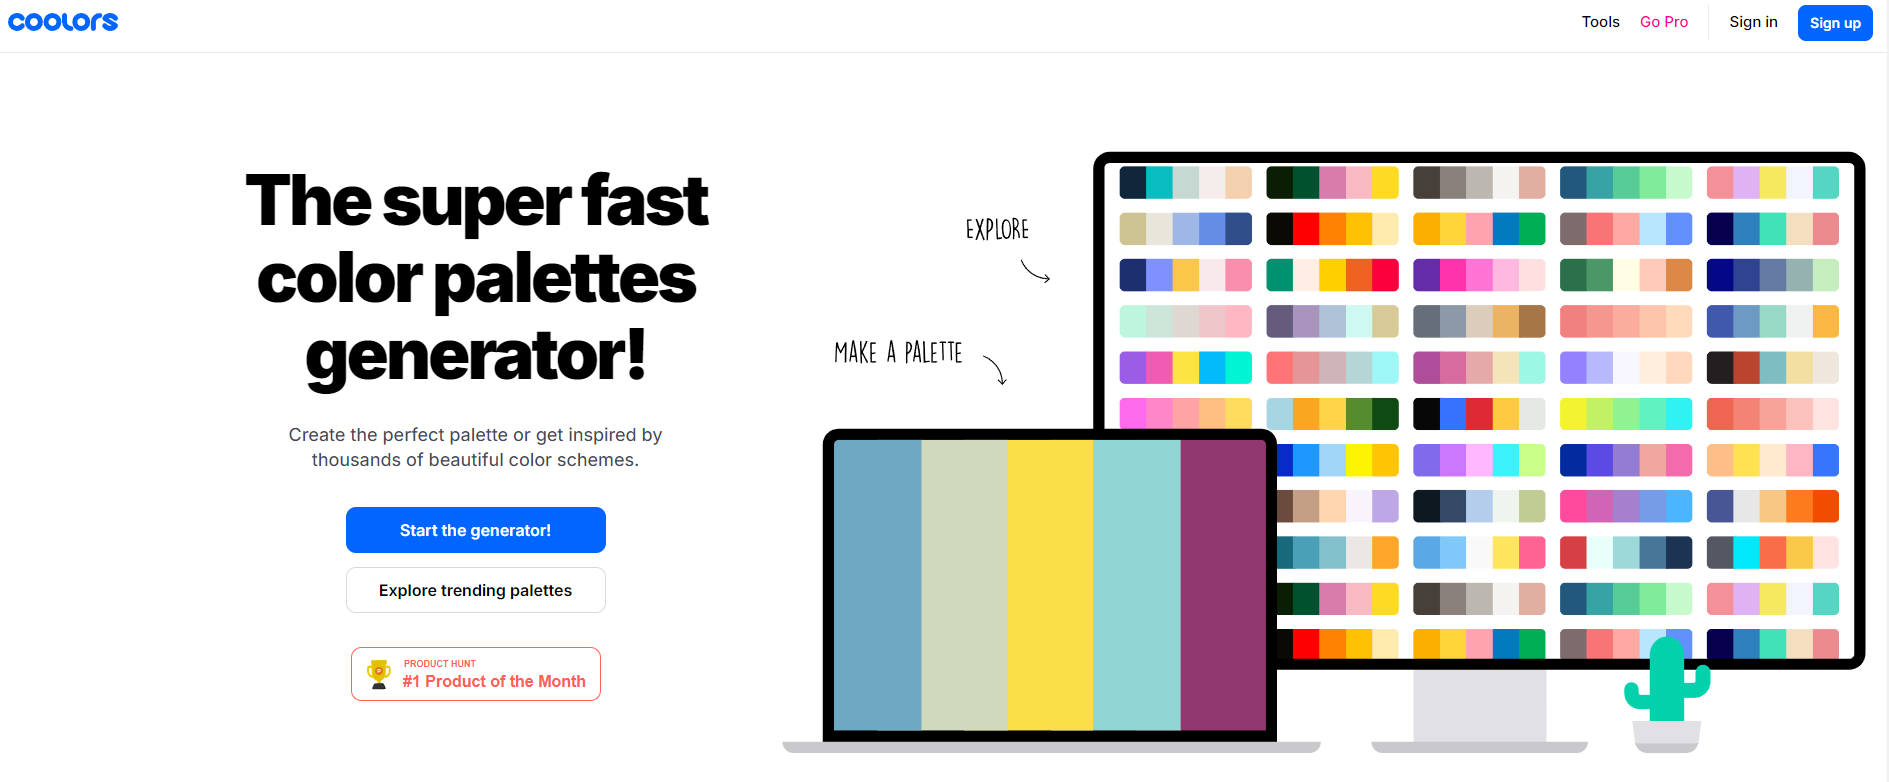 coolors
Tools
Go Pro
Sign in
Sign up
The super fast
color palettes
generator!
Create the perfect palette or get inspired by
thousands of beautiful color schemes.
Start the generator!
Explore trending palettes
PRODUCT HUNT
#1 Product of the Month
EXPLORE
MAKE A PALETTE